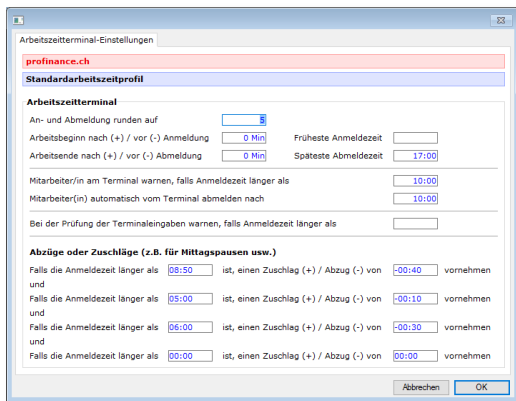 Arbeitszeitterminal-Einstellungen
profinance.ch
Standardarbeitszeitprofil
Arbeitszeitterminal
An- und Abmeldung runden auf 5
Arbeitsbeginn nach (+) / vor (-) Anmeldung 0 Min Früheste Anmeldezeit
Arbeitsende nach (+) / vor (-) Abmeldung 0 Min Späteste Abmeldezeit 17:00
Mitarbeiter/in am Terminal warnen, falls Anmeldezeit länger als 10:00
Mitarbeiter(in) automatisch vom Terminal abmelden nach 10:00
Bei der Prüfung der Terminaleingaben warnen, falls Anmeldezeit länger als
Abzüge oder Zuschläge (z.B. für Mittagspausen usw.)
Falls die Anmeldezeit länger als 08:50 ist, einen Zuschlag (+) / Abzug (-) von -00:40 vornehmen
und
Falls die Anmeldezeit länger als 05:00 ist, einen Zuschlag (+) / Abzug (-) von -00:10 vornehmen
und
Falls die Anmeldezeit länger als 06:00 ist, einen Zuschlag (+) / Abzug (-) von -00:30 vornehmen
und
Falls die Anmeldezeit länger als 00:00 ist, einen Zuschlag (+) / Abzug (-) von 00:00 vornehmen
Abbrechen OK